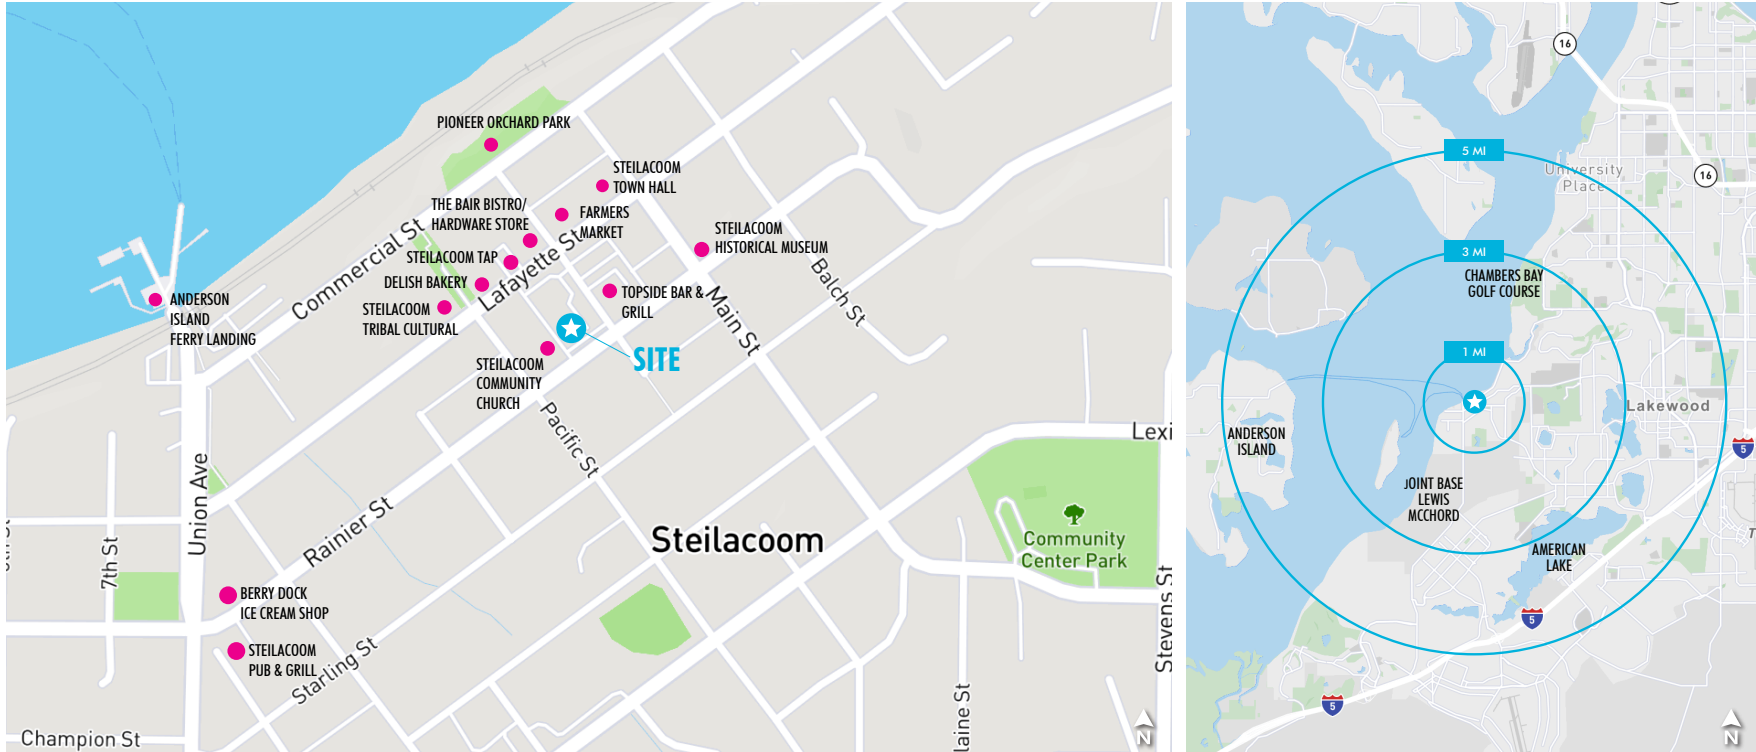 PIONEER ORCHARD PARK
STEILACOOM
TOWN HALL
THE BAIR BISTRO/
HARDWARE STORE
FARMERS
MARKET
STEILACOOM
HISTORICAL MUSEUM
STEILACOOM TAP
DELISH BAKERY
STEILACOOM
TRIBAL CULTURAL
TOPSIDE BAR &
GRILL
ANDERSON
ISLAND
FERRY LANDING
STEILACOOM
COMMUNITY
CHURCH
SITE
Commercial St
Lafayette St
Main St
Balch St
Pacific St
Rainier St
Union Ave
7th St
Lexi
Steilacoom
Community
Center Park
BERRY DOCK
ICE CREAM SHOP
STEILACOOM
PUB & GRILL
Starling St
Stevens St
laine St
Champion St
N
16
5 MI
University
Place
16
3 MI
CHAMBERS BAY
GOLF COURSE
1 MI
Lakewood
ANDERSON
ISLAND
5
JOINT BASE
LEWIS
MCCHORD
AMERICAN
LAKE
5
5
N